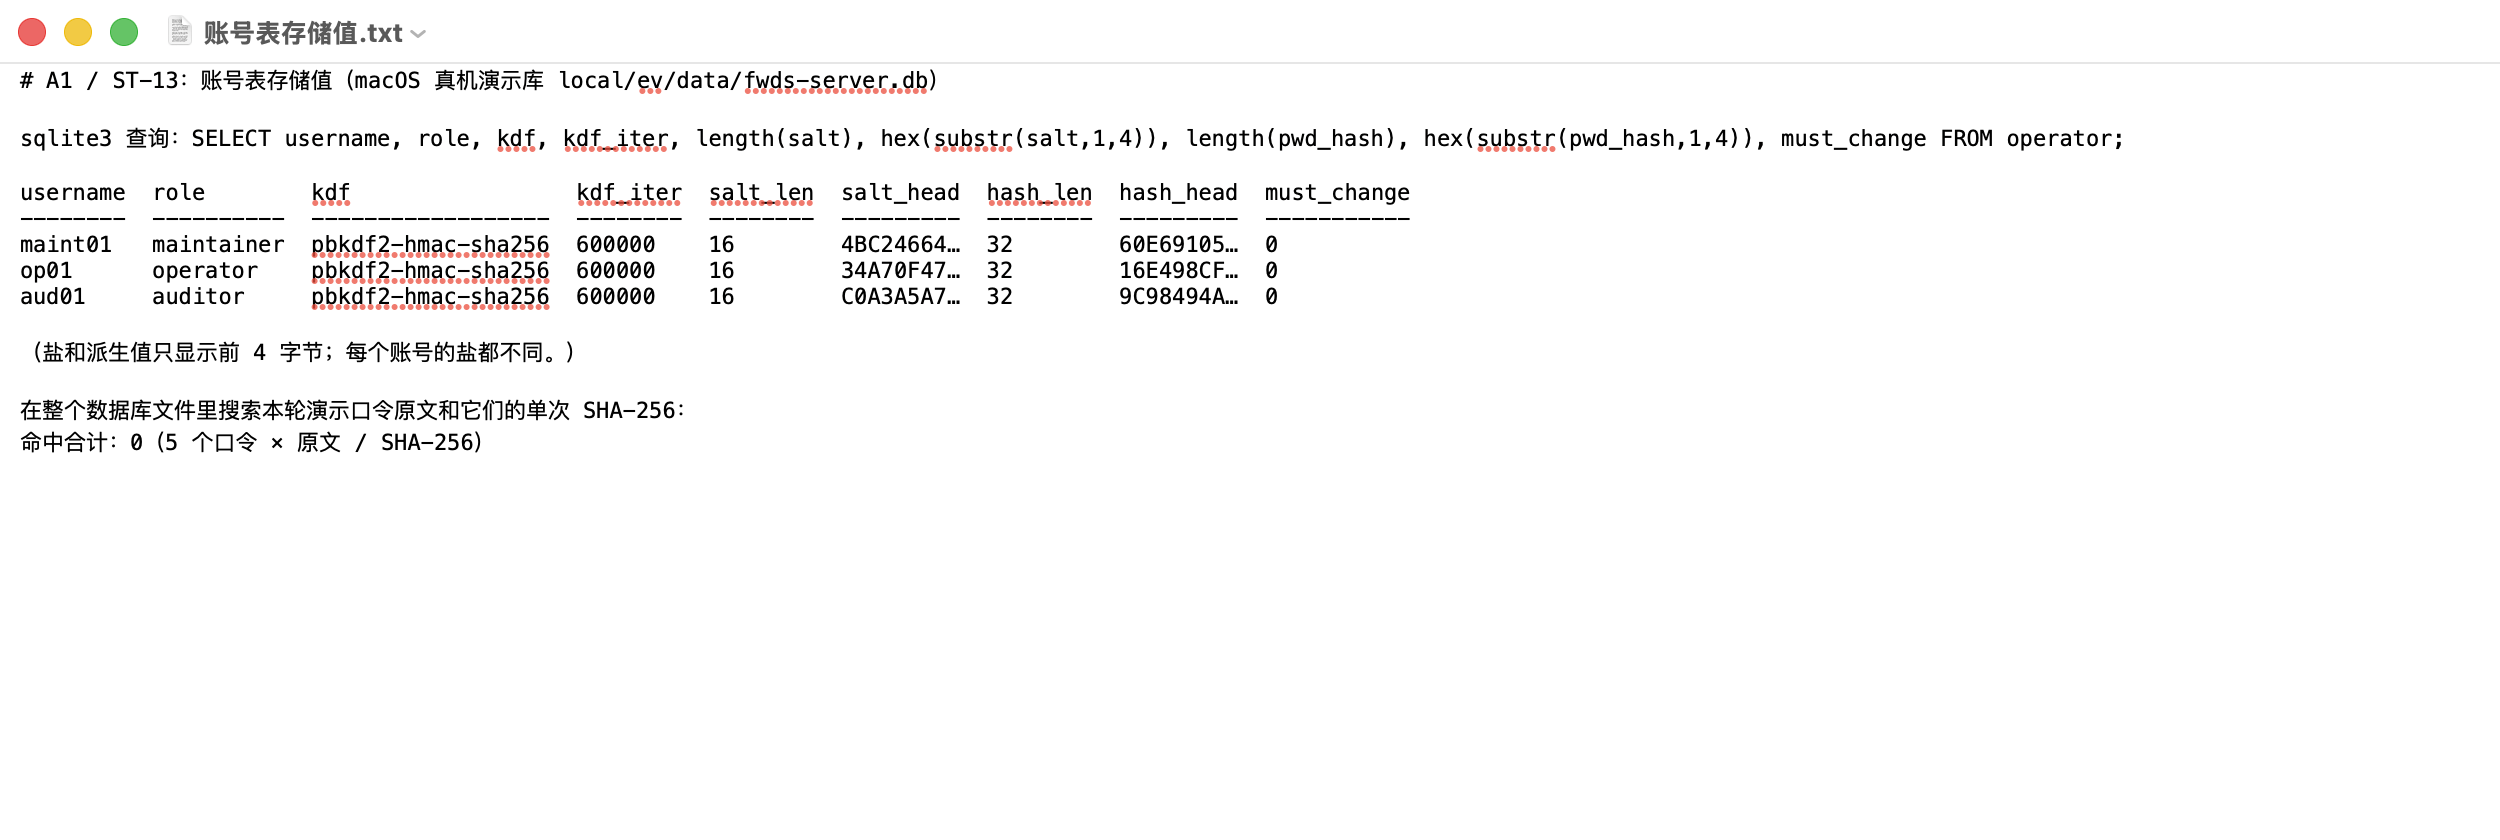 账号表存储值.txt
# A1 / ST-13：账号表存储值（macOS 真机演示库 local/ev/data/fwds-server.db）
sqlite3 查询：SELECT username, role, kdf, kdf_iter, length(salt), hex(substr(salt,1,4)), length(pwd_hash), hex(substr(pwd_hash,1,4)), must_change FROM operator;
username  role        kdf                 kdf_iter  salt_len  salt_head  hash_len  hash_head  must_change
--------  ----------  ------------------  --------  --------  ---------  --------  ---------  -----------
maint01   maintainer  pbkdf2-hmac-sha256  600000    16        4BC24664…  32        60E69105…  0
op01      operator    pbkdf2-hmac-sha256  600000    16        34A70F47…  32        16E498CF…  0
aud01     auditor     pbkdf2-hmac-sha256  600000    16        C0A3A5A7…  32        9C98494A…  0
（盐和派生值只显示前 4 字节；每个账号的盐都不同。）
在整个数据库文件里搜索本轮演示口令原文和它们的单次 SHA-256：
命中合计：0（5 个口令 × 原文 / SHA-256）